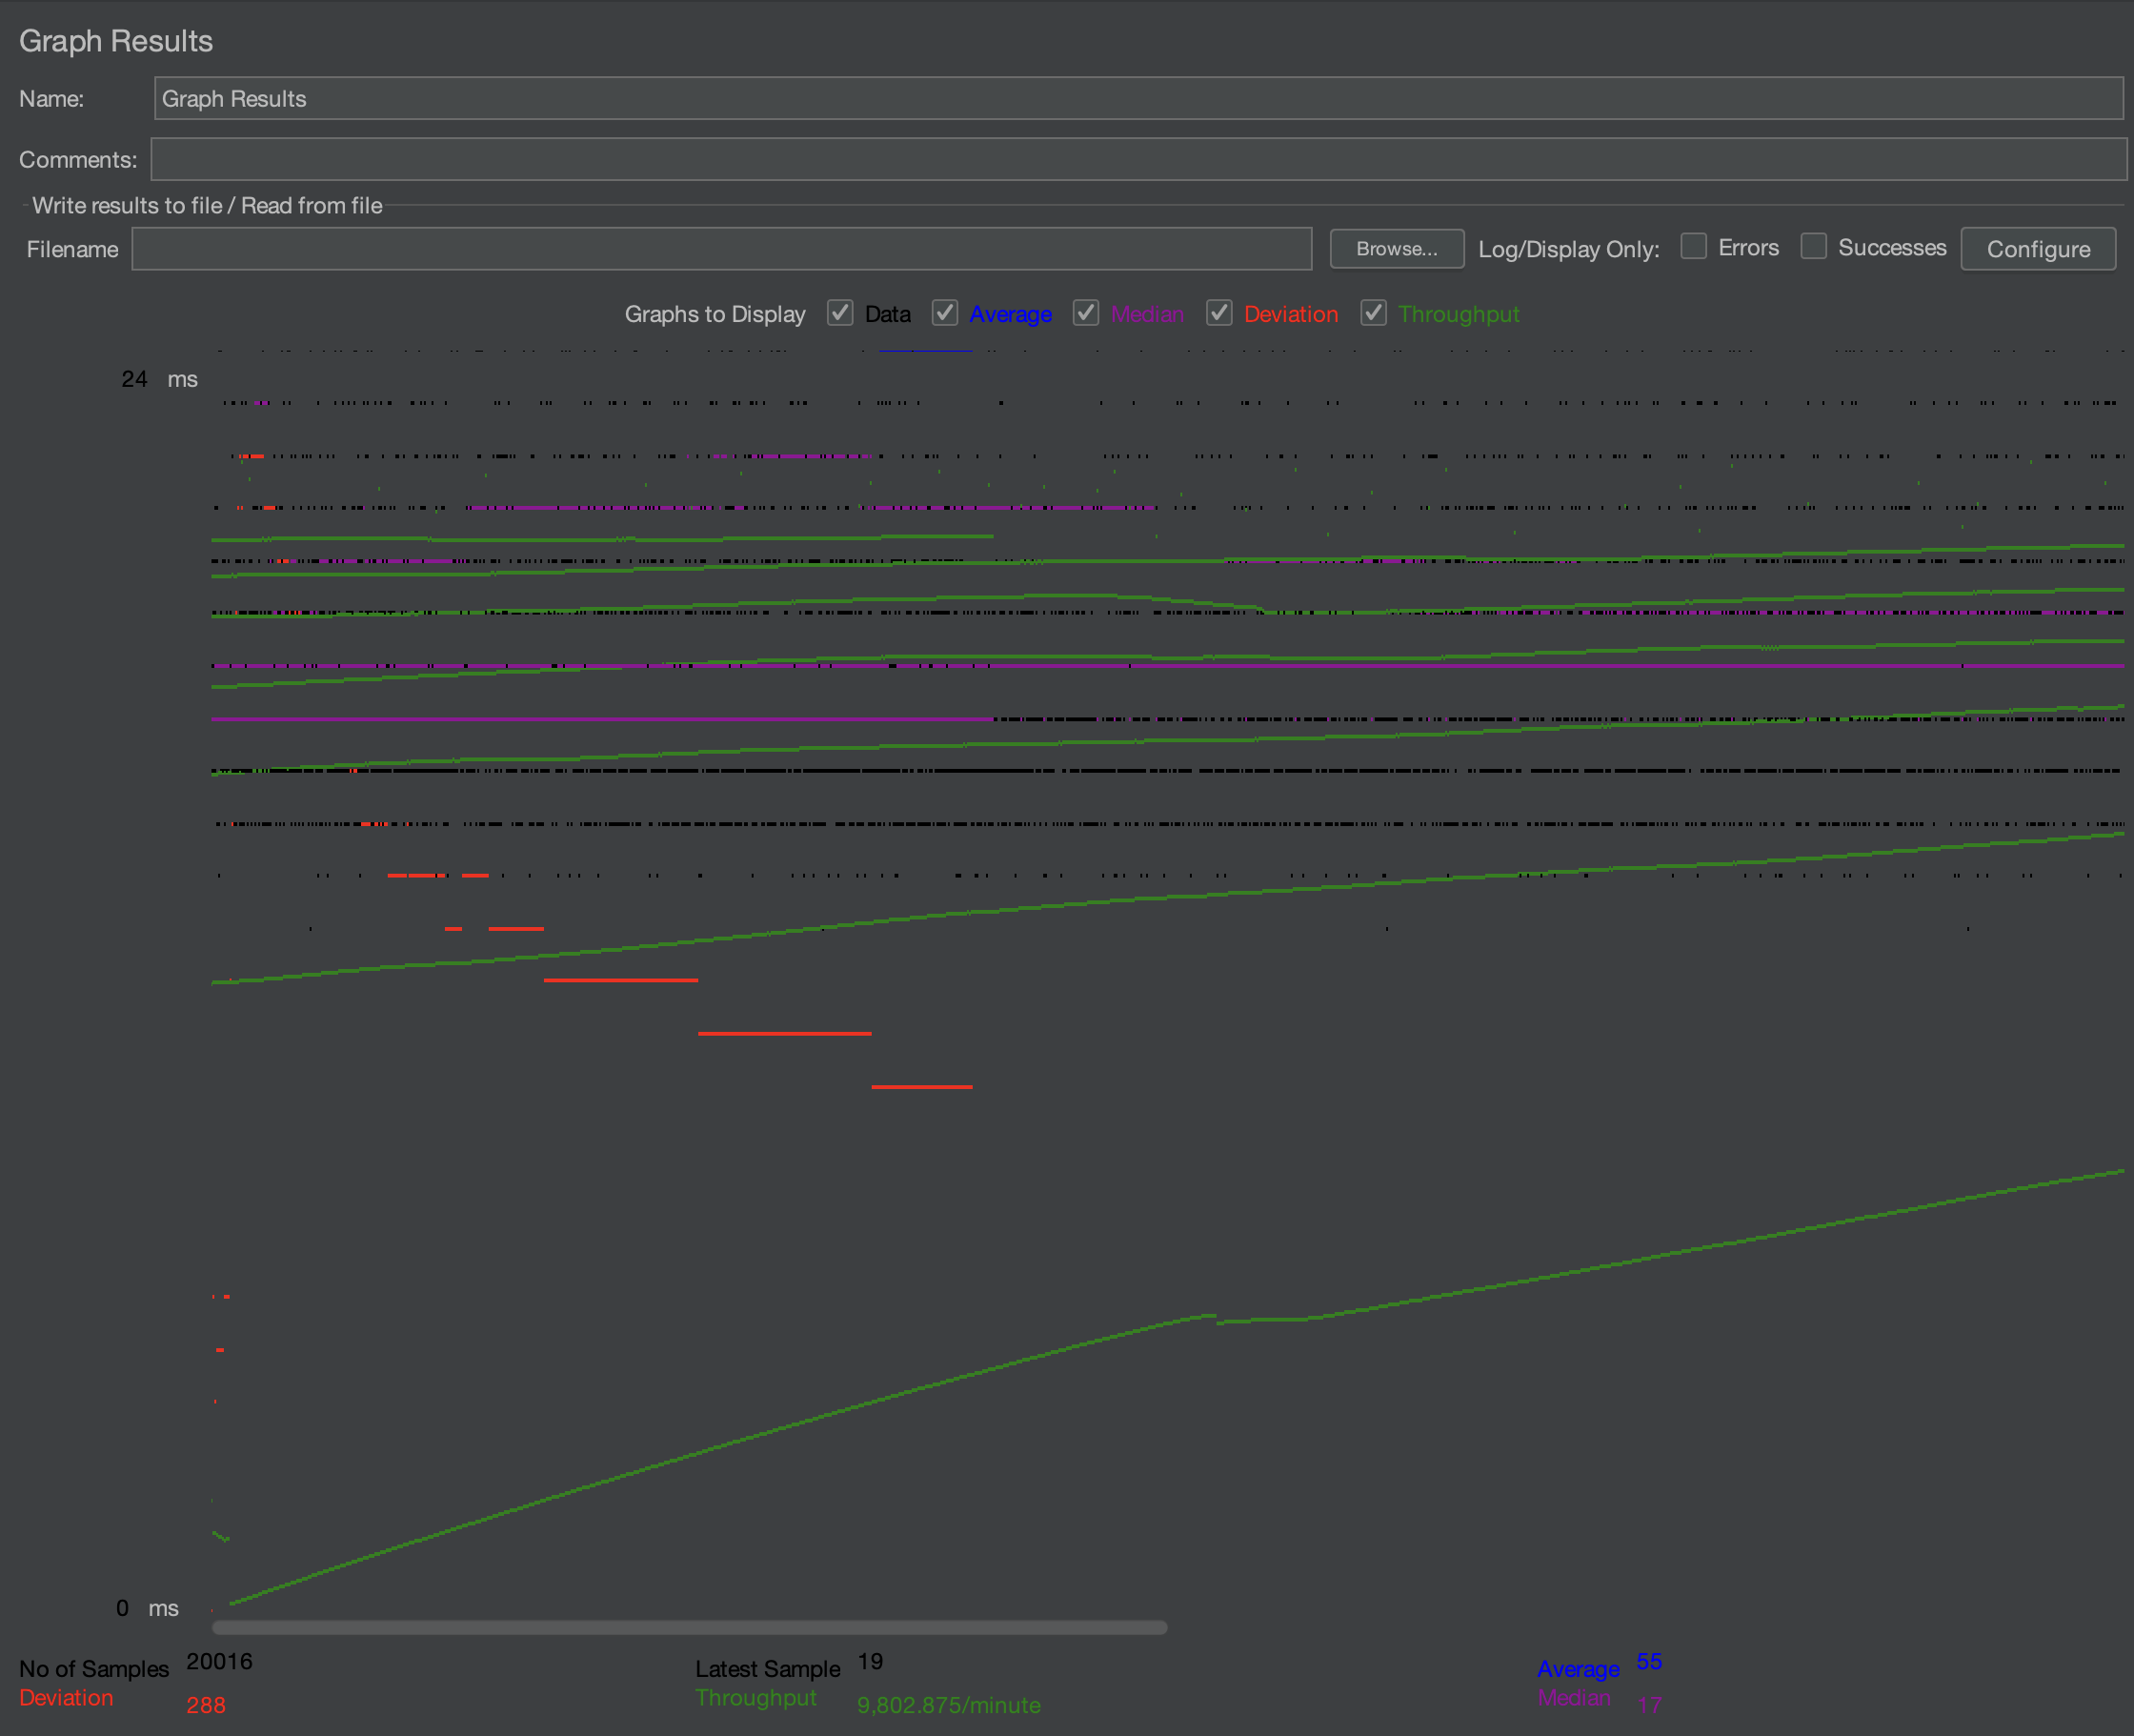 Graph Results
Name: Graph Results
Comments:
Write results to file / Read from file
Filename Browse... Log/Display Only: Errors Successes Configure
Graphs to Display Data Average Median Deviation Throughput
24 ms
0 ms
No of Samples 20016 Latest Sample 19 Average 55
Deviation 288 Throughput 9,802.875/minute Median 17